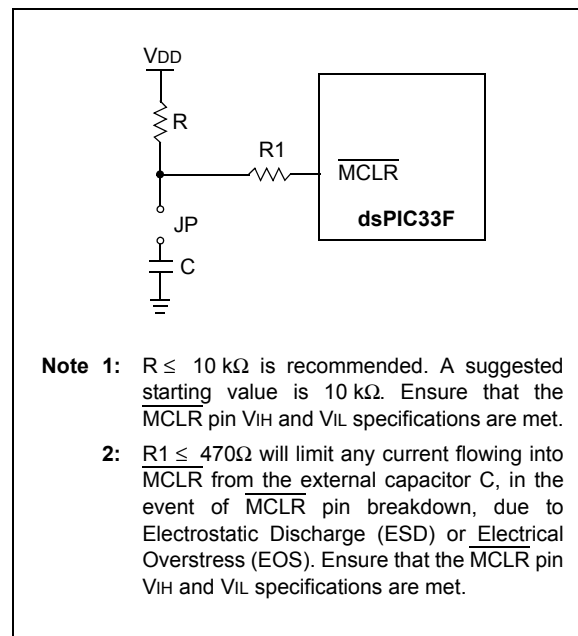 VDD
R
R1
MCLR
dsPIC33F
JP
C
Note 1: R ≤ 10 kΩ is recommended. A suggested
starting value is 10 kΩ. Ensure that the
MCLR pin VIH and VIL specifications are met.
2: R1 ≤ 470Ω will limit any current flowing into
MCLR from the external capacitor C, in the
event of MCLR pin breakdown, due to
Electrostatic Discharge (ESD) or Electrical
Overstress (EOS). Ensure that the MCLR pin
VIH and VIL specifications are met.